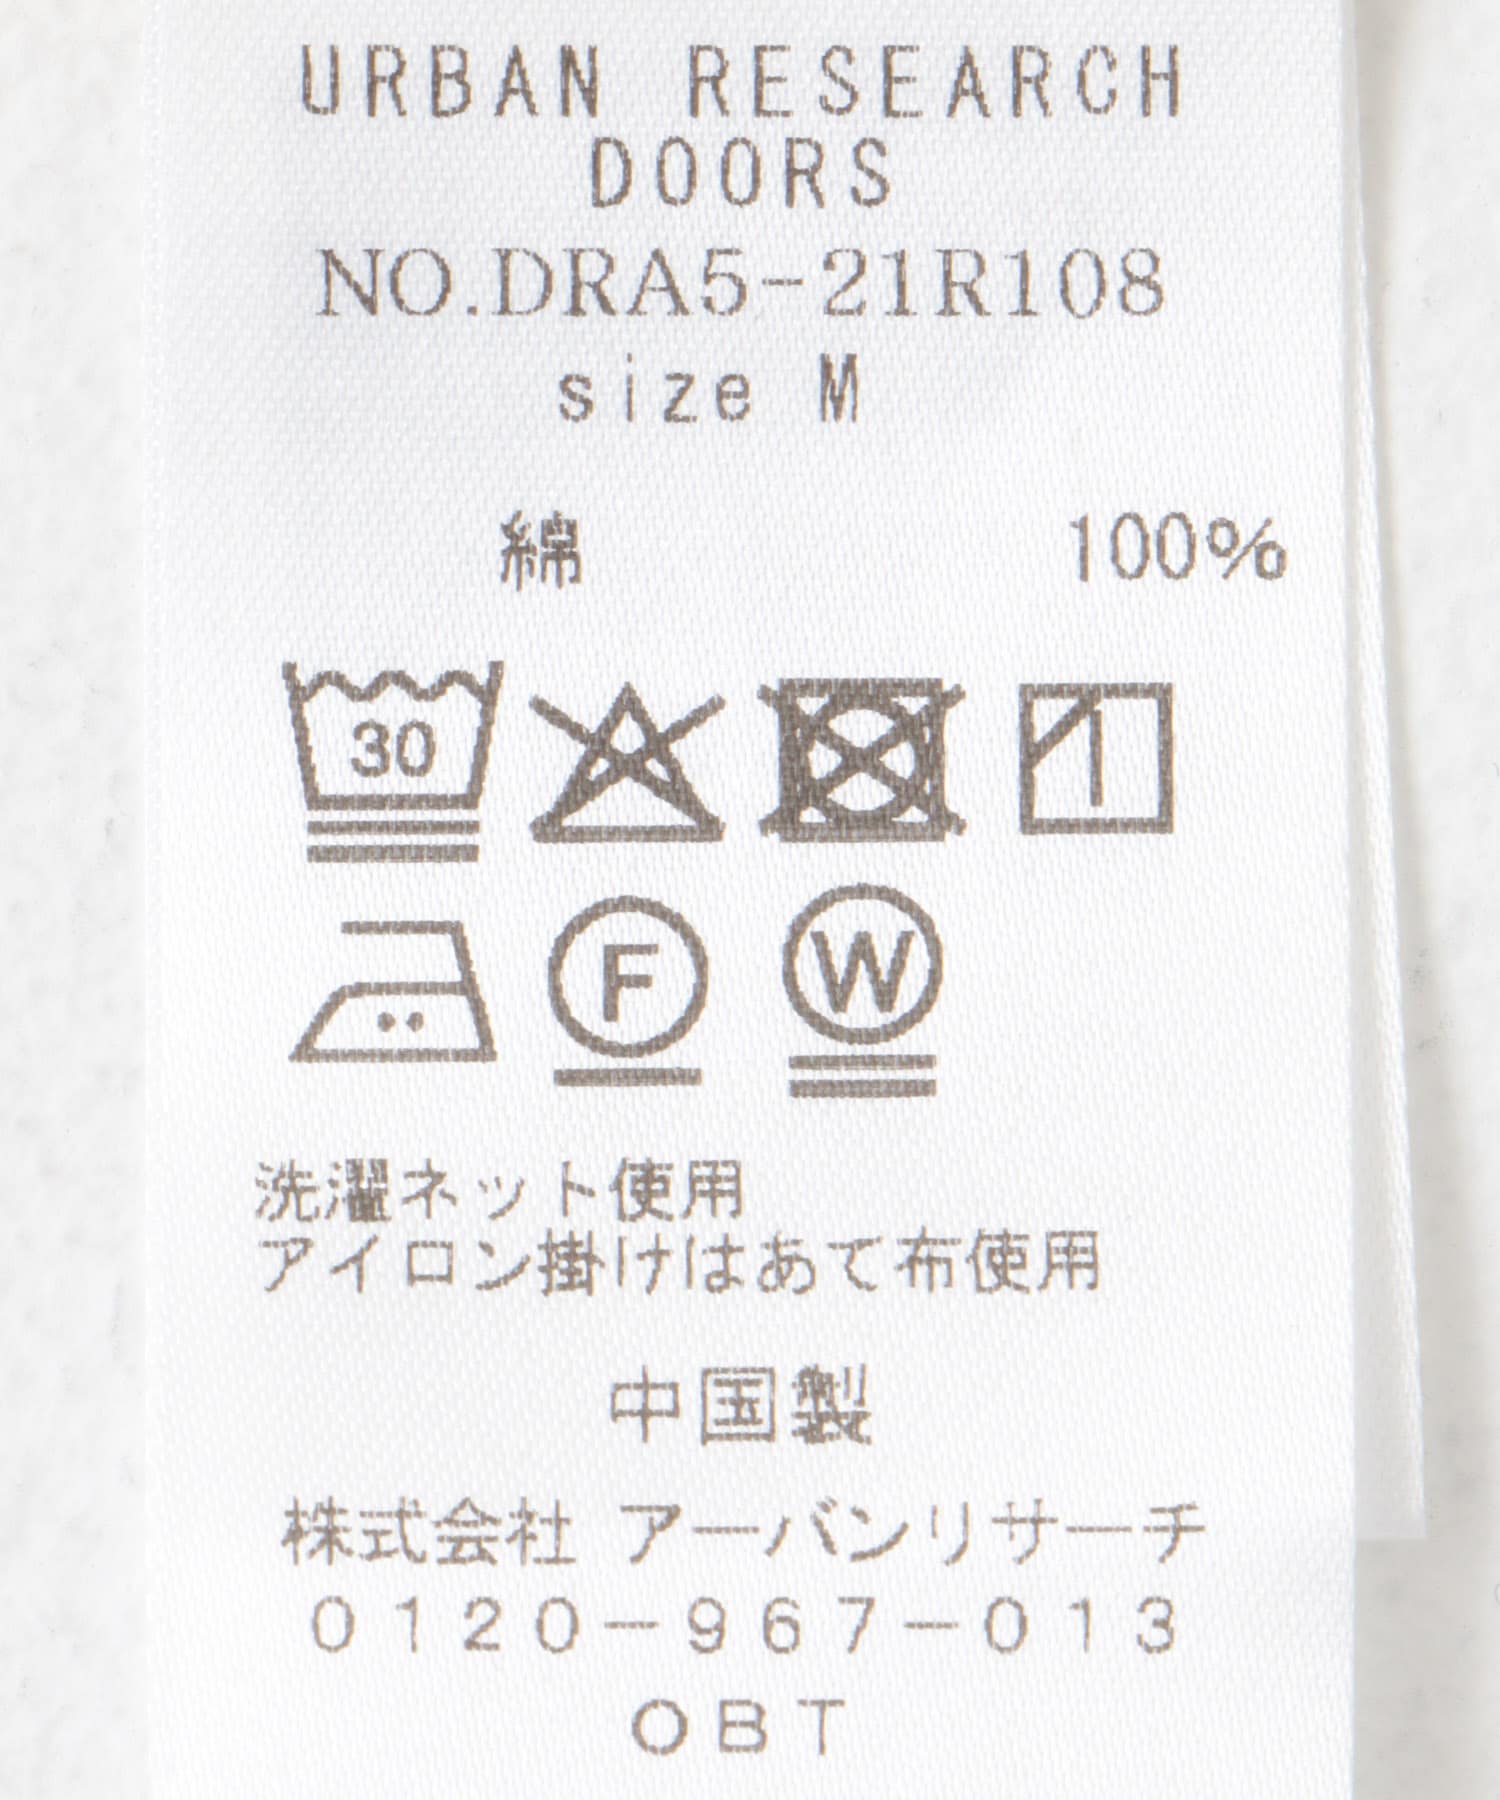 URBAN RESEARCH
DOORS
NO.DRA5-21R108
size M
綿 100%
30
F W
洗濯ネット使用
アイロン掛けはあて布使用
中国製
株式会社 アーバンリサーチ
0120-967-013
OBT